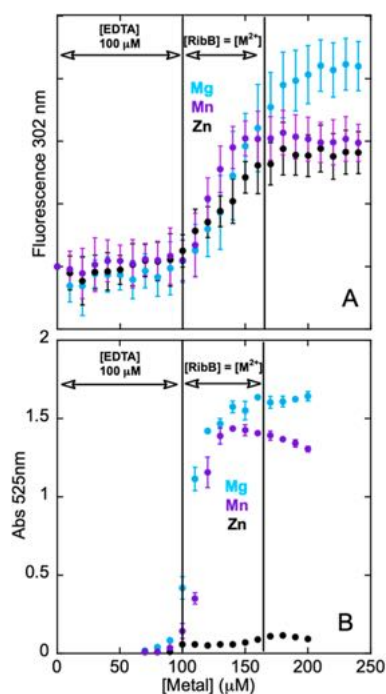 [EDTA]
100 μM
[RibB] = [M²⁺]
Mg
Mn
Zn
Fluorescence 302 nm
A
2
[EDTA]
100 μM
[RibB] = [M²⁺]
1.5
Mg
Mn
Zn
1
Abs 525nm
0.5
B
0
0
50
100
150
200
250
[Metal] (μM)